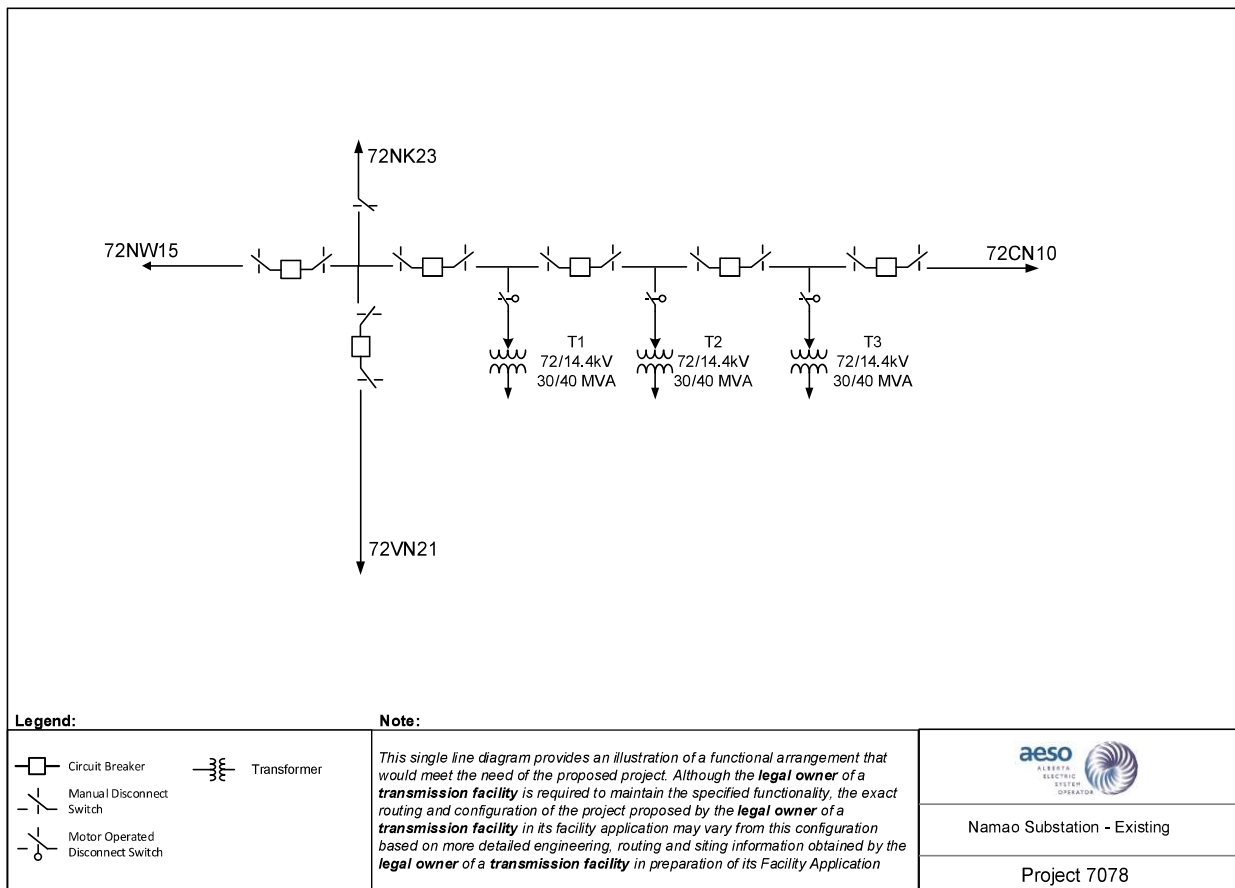 72NK23
72NW15
72CN10
T1
72/14.4kV
30/40 MVA
T2
72/14.4kV
30/40 MVA
T3
72/14.4kV
30/40 MVA
72VN21
Legend:
Circuit Breaker
Transformer
Manual Disconnect
Switch
Motor Operated
Disconnect Switch
Note:
This single line diagram provides an illustration of a functional arrangement that
would meet the need of the proposed project. Although the legal owner of a
transmission facility is required to maintain the specified functionality, the exact
routing and configuration of the project proposed by the legal owner of a
transmission facility in its facility application may vary from this configuration
based on more detailed engineering, routing and siting information obtained by the
legal owner of a transmission facility in preparation of its Facility Application
aeso
ALBERTA
ELECTRIC
SYSTEM
OPERATOR
Namao Substation - Existing
Project 7078